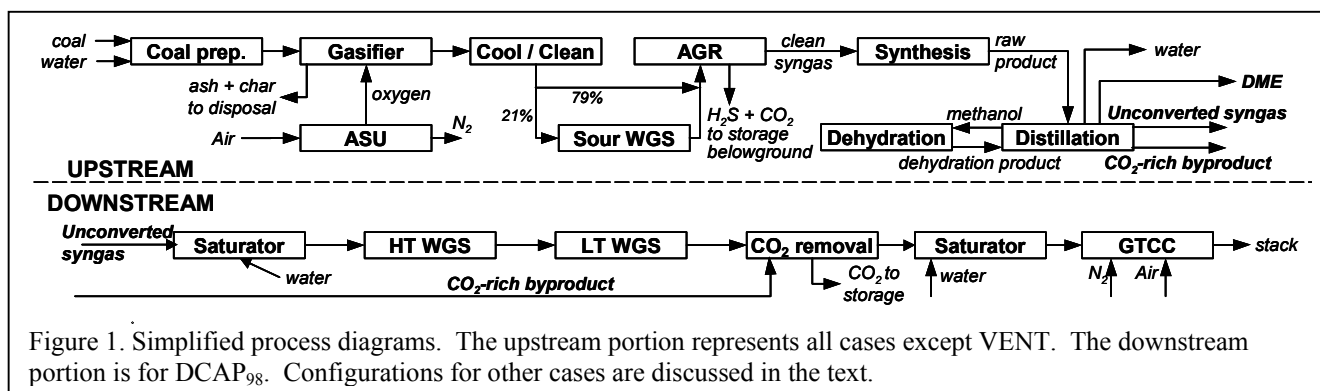 coal
water
Coal prep.
Gasifier
Cool / Clean
AGR
clean
syngas
Synthesis
raw
product
water
DME
ash + char
to disposal
oxygen
21%
79%
H2S + CO2
to storage
belowground
methanol
Unconverted syngas
Air
ASU
N2
Sour WGS
Dehydration
Distillation
dehydration product
CO2-rich byproduct
UPSTREAM
DOWNSTREAM
Unconverted
syngas
Saturator
HT WGS
LT WGS
CO2 removal
Saturator
GTCC
stack
water
CO2-rich byproduct
CO2 to
storage
water
N2
Air
Figure 1. Simplified process diagrams. The upstream portion represents all cases except VENT. The downstream
portion is for DCAP98. Configurations for other cases are discussed in the text.